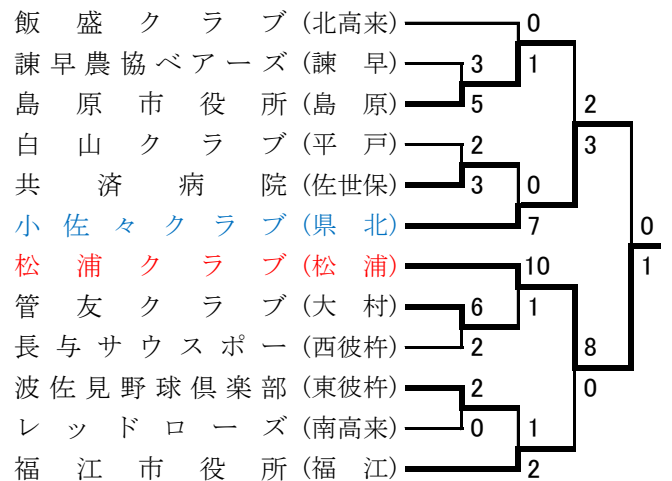 飯盛クラブ(北高来) 0
諫早農協ベアーズ(諫早) 3 1
島原市役所(島原) 5 2
白山クラブ(平戸) 2 3
共済病院(佐世保) 3 0
小佐々クラブ(県北) 7 0
松浦クラブ(松浦) 10 1
管友クラブ(大村) 6 1
長与サウスポー(西彼杵) 2 8
波佐見野球倶楽部(東彼杵) 2 0
レッドローズ(南高来) 0 1
福江市役所(福江) 2